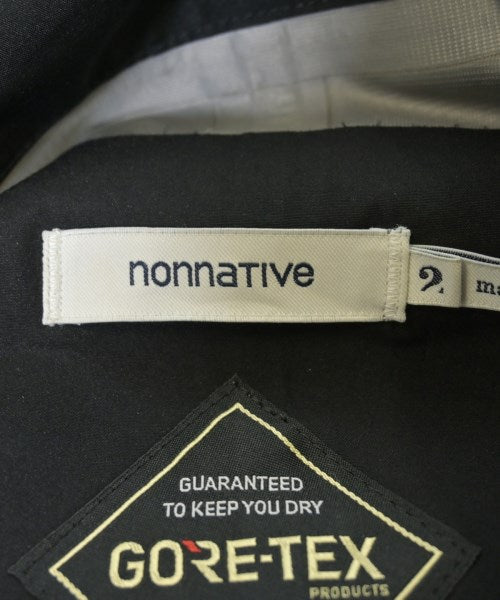 nonnative
2
GUARANTEED
TO KEEP YOU DRY
GORE-TEX
PRODUCTS